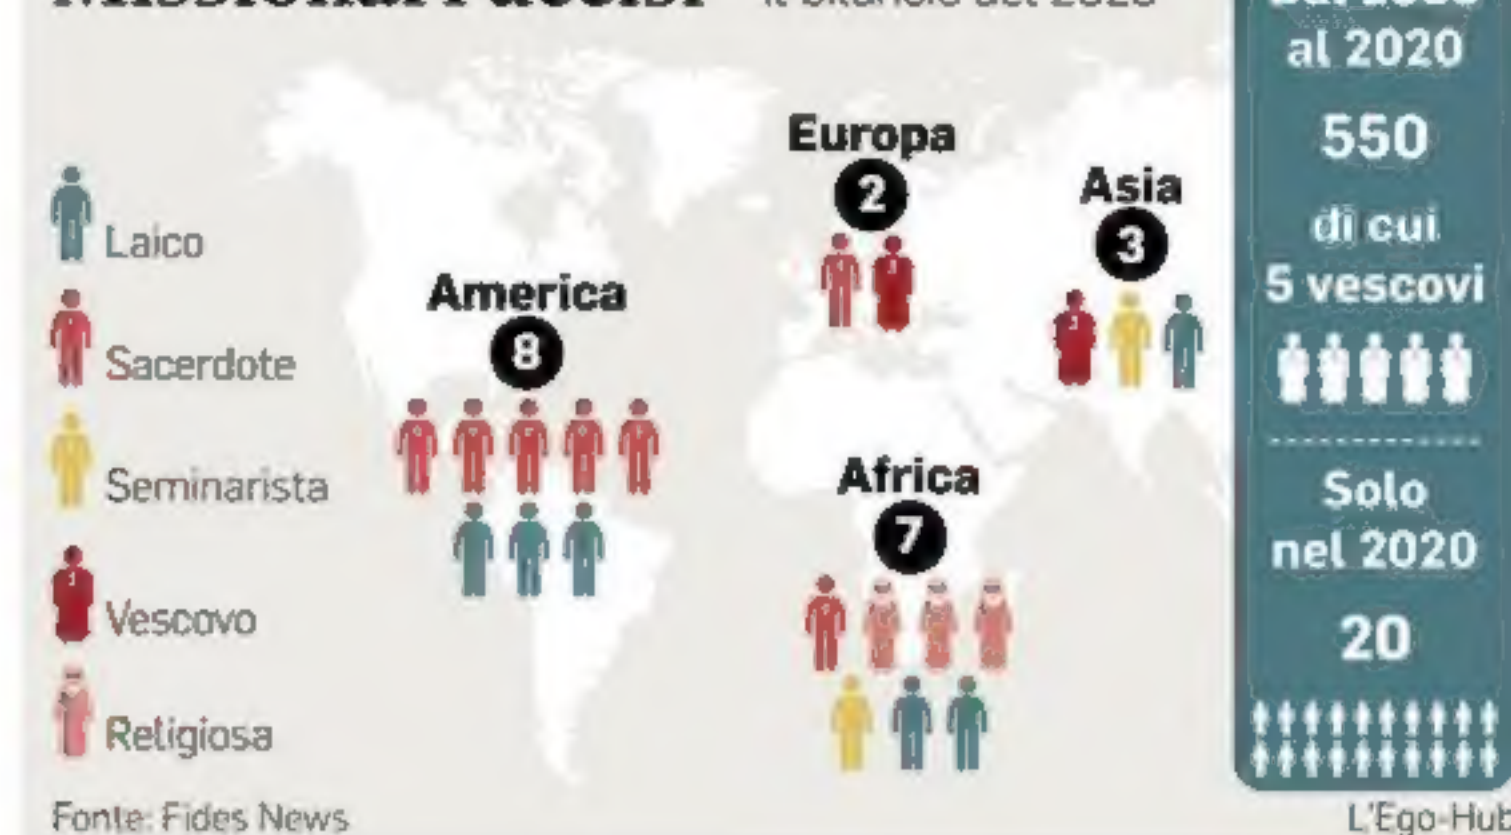 al 2020
550
di cui
5 vescovi
Solo
nel 2020
20
Europa
2
Asia
3
America
8
Africa
7
Laico
Sacerdote
Seminarista
Vescovo
Religiosa
Fonte: Fides News
L'Ego-Hub